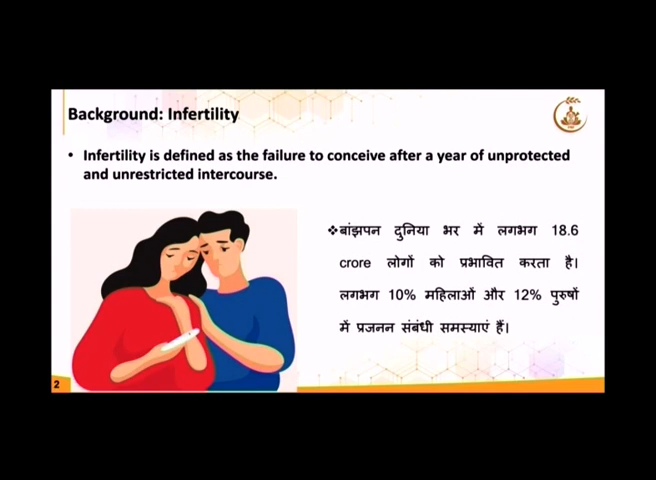 Background: Infertility
• Infertility is defined as the failure to conceive after a year of unprotected
and unrestricted intercourse.
❖बांझपन दुनिया भर में लगभग 18.6
crore लोगों को प्रभावित करता है।
लगभग 10% महिलाओं और 12% पुरुषों
में प्रजनन संबंधी समस्याएं हैं।
2